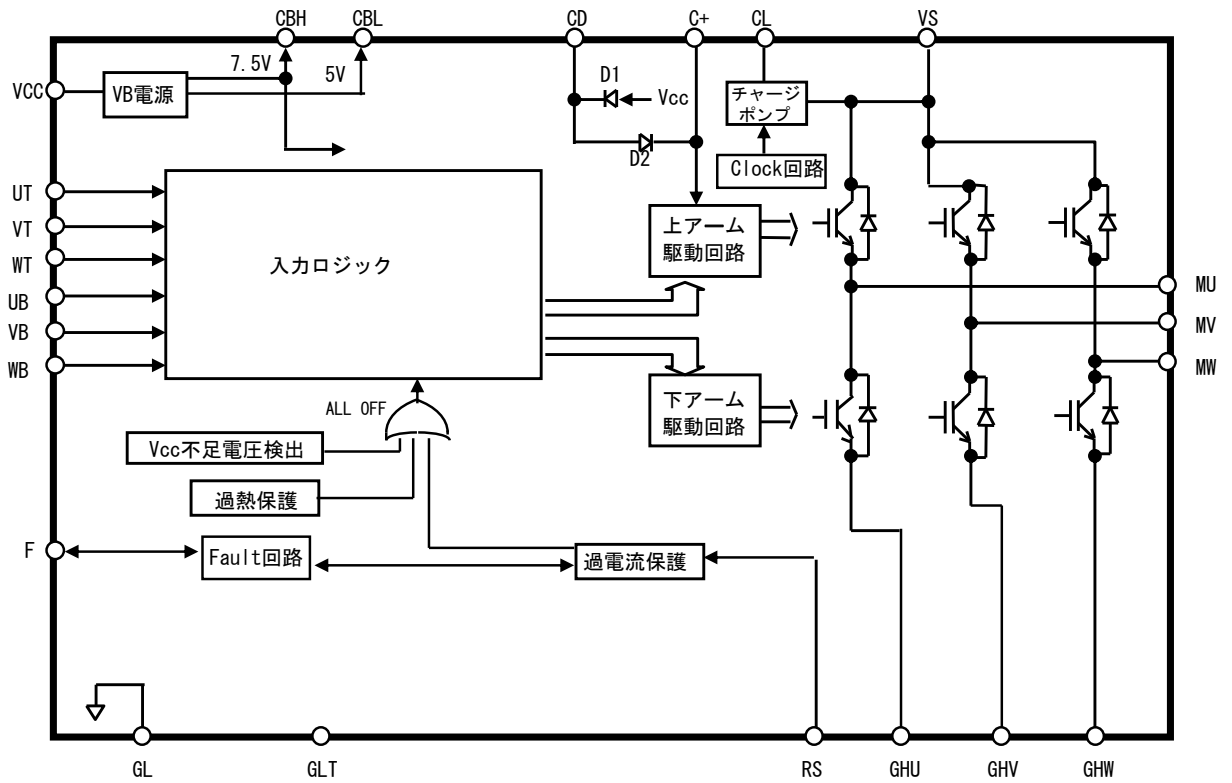 CBH
CBL
CD
C+
CL
VS
7.5V
5V
D1
Vcc
D2
VCC
VB電源
チャージ
ポンプ
Clock回路
UT
VT
WT
UB
VB
WB
入力ロジック
上アーム
駆動回路
MU
MV
MW
下アーム
駆動回路
ALL OFF
Vcc不足電圧検出
過熱保護
F
Fault回路
過電流保護
GL
GLT
RS
GHU
GHV
GHW